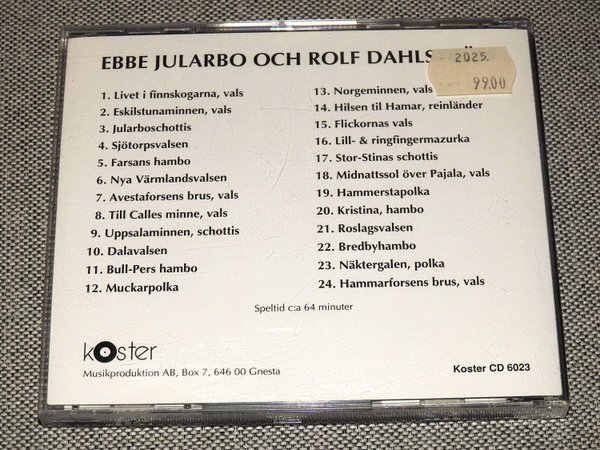 EBBE JULARBO OCH ROLF
2025.
99.00
1. Livet i finnskogarna, vals
2. Eskilstunaminnen, vals
3. Jularboschottis
4. Sjötorpsvalsen
5. Farsans hambo
6. Nya Värmlandsvalsen
7. Avestaforsens brus, vals
8. Till Calles minne, vals
9. Uppsalaminnen, schottis
10. Dalavalsen
11. Bull-Pers hambo
12. Muckarpolka
13. Norgeminnen, vals
14. Hilsen til Hamar, reinländer
15. Flickornas vals
16. Lill- & ringfingermazurka
17. Stor-Stinas schottis
18. Midnattssol över Pajala, vals
19. Hammerstapolka
20. Kristina, hambo
21. Roslagsvalsen
22. Bredbyhambo
23. Näktergalen, polka
24. Hammarforsens brus, vals
Speltid c:a 64 minuter
koster
Musikproduktion AB, Box 7, 646 00 Gnesta
Koster CD 6023